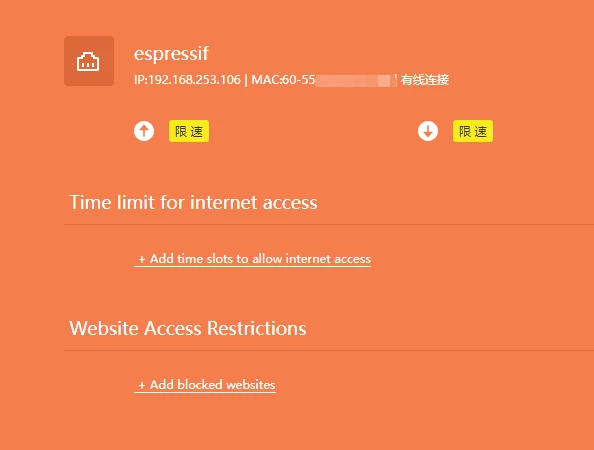 espressif
IP:192.168.253.106 | MAC:60-55 | 有线连接
限速 限速
Time limit for internet access
+ Add time slots to allow internet access
Website Access Restrictions
+ Add blocked websites